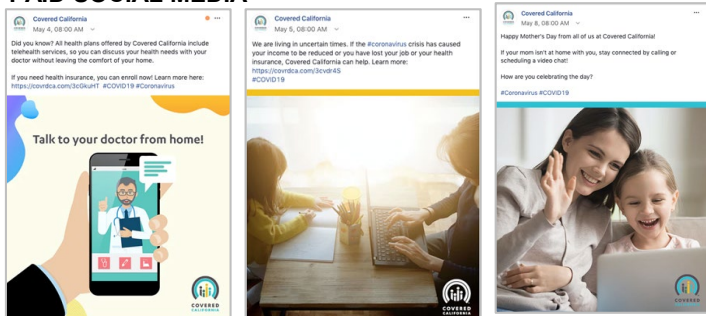 PAID SOCIAL MEDIA
Covered California
May 4, 08:00 AM
Did you know? All health plans offered by Covered California include
telehealth services, so you can discuss your health needs with your
doctor without leaving the comfort of your home.
If you need health insurance, you can enroll now! Learn more here:
https://covrdca.com/3cGkuHT #COVID19 #Coronavirus
Talk to your doctor from home!
COVERED
CALIFORNIA
Covered California
May 5, 08:00 AM
We are living in uncertain times. If the #coronavirus crisis has caused
your income to be reduced or you have lost your job or your health
insurance, Covered California can help. Learn more:
https://covrdca.com/3cvdr45
#COVID19
COVERED
CALIFORNIA
Covered California
May 8, 08:00 AM
Happy Mother's Day from all of us at Covered California!
If your mom isn't at home with you, stay connected by calling or
scheduling a video chat!
How are you celebrating the day?
#Coronavirus #COVID19
COVERED
CALIFORNIA